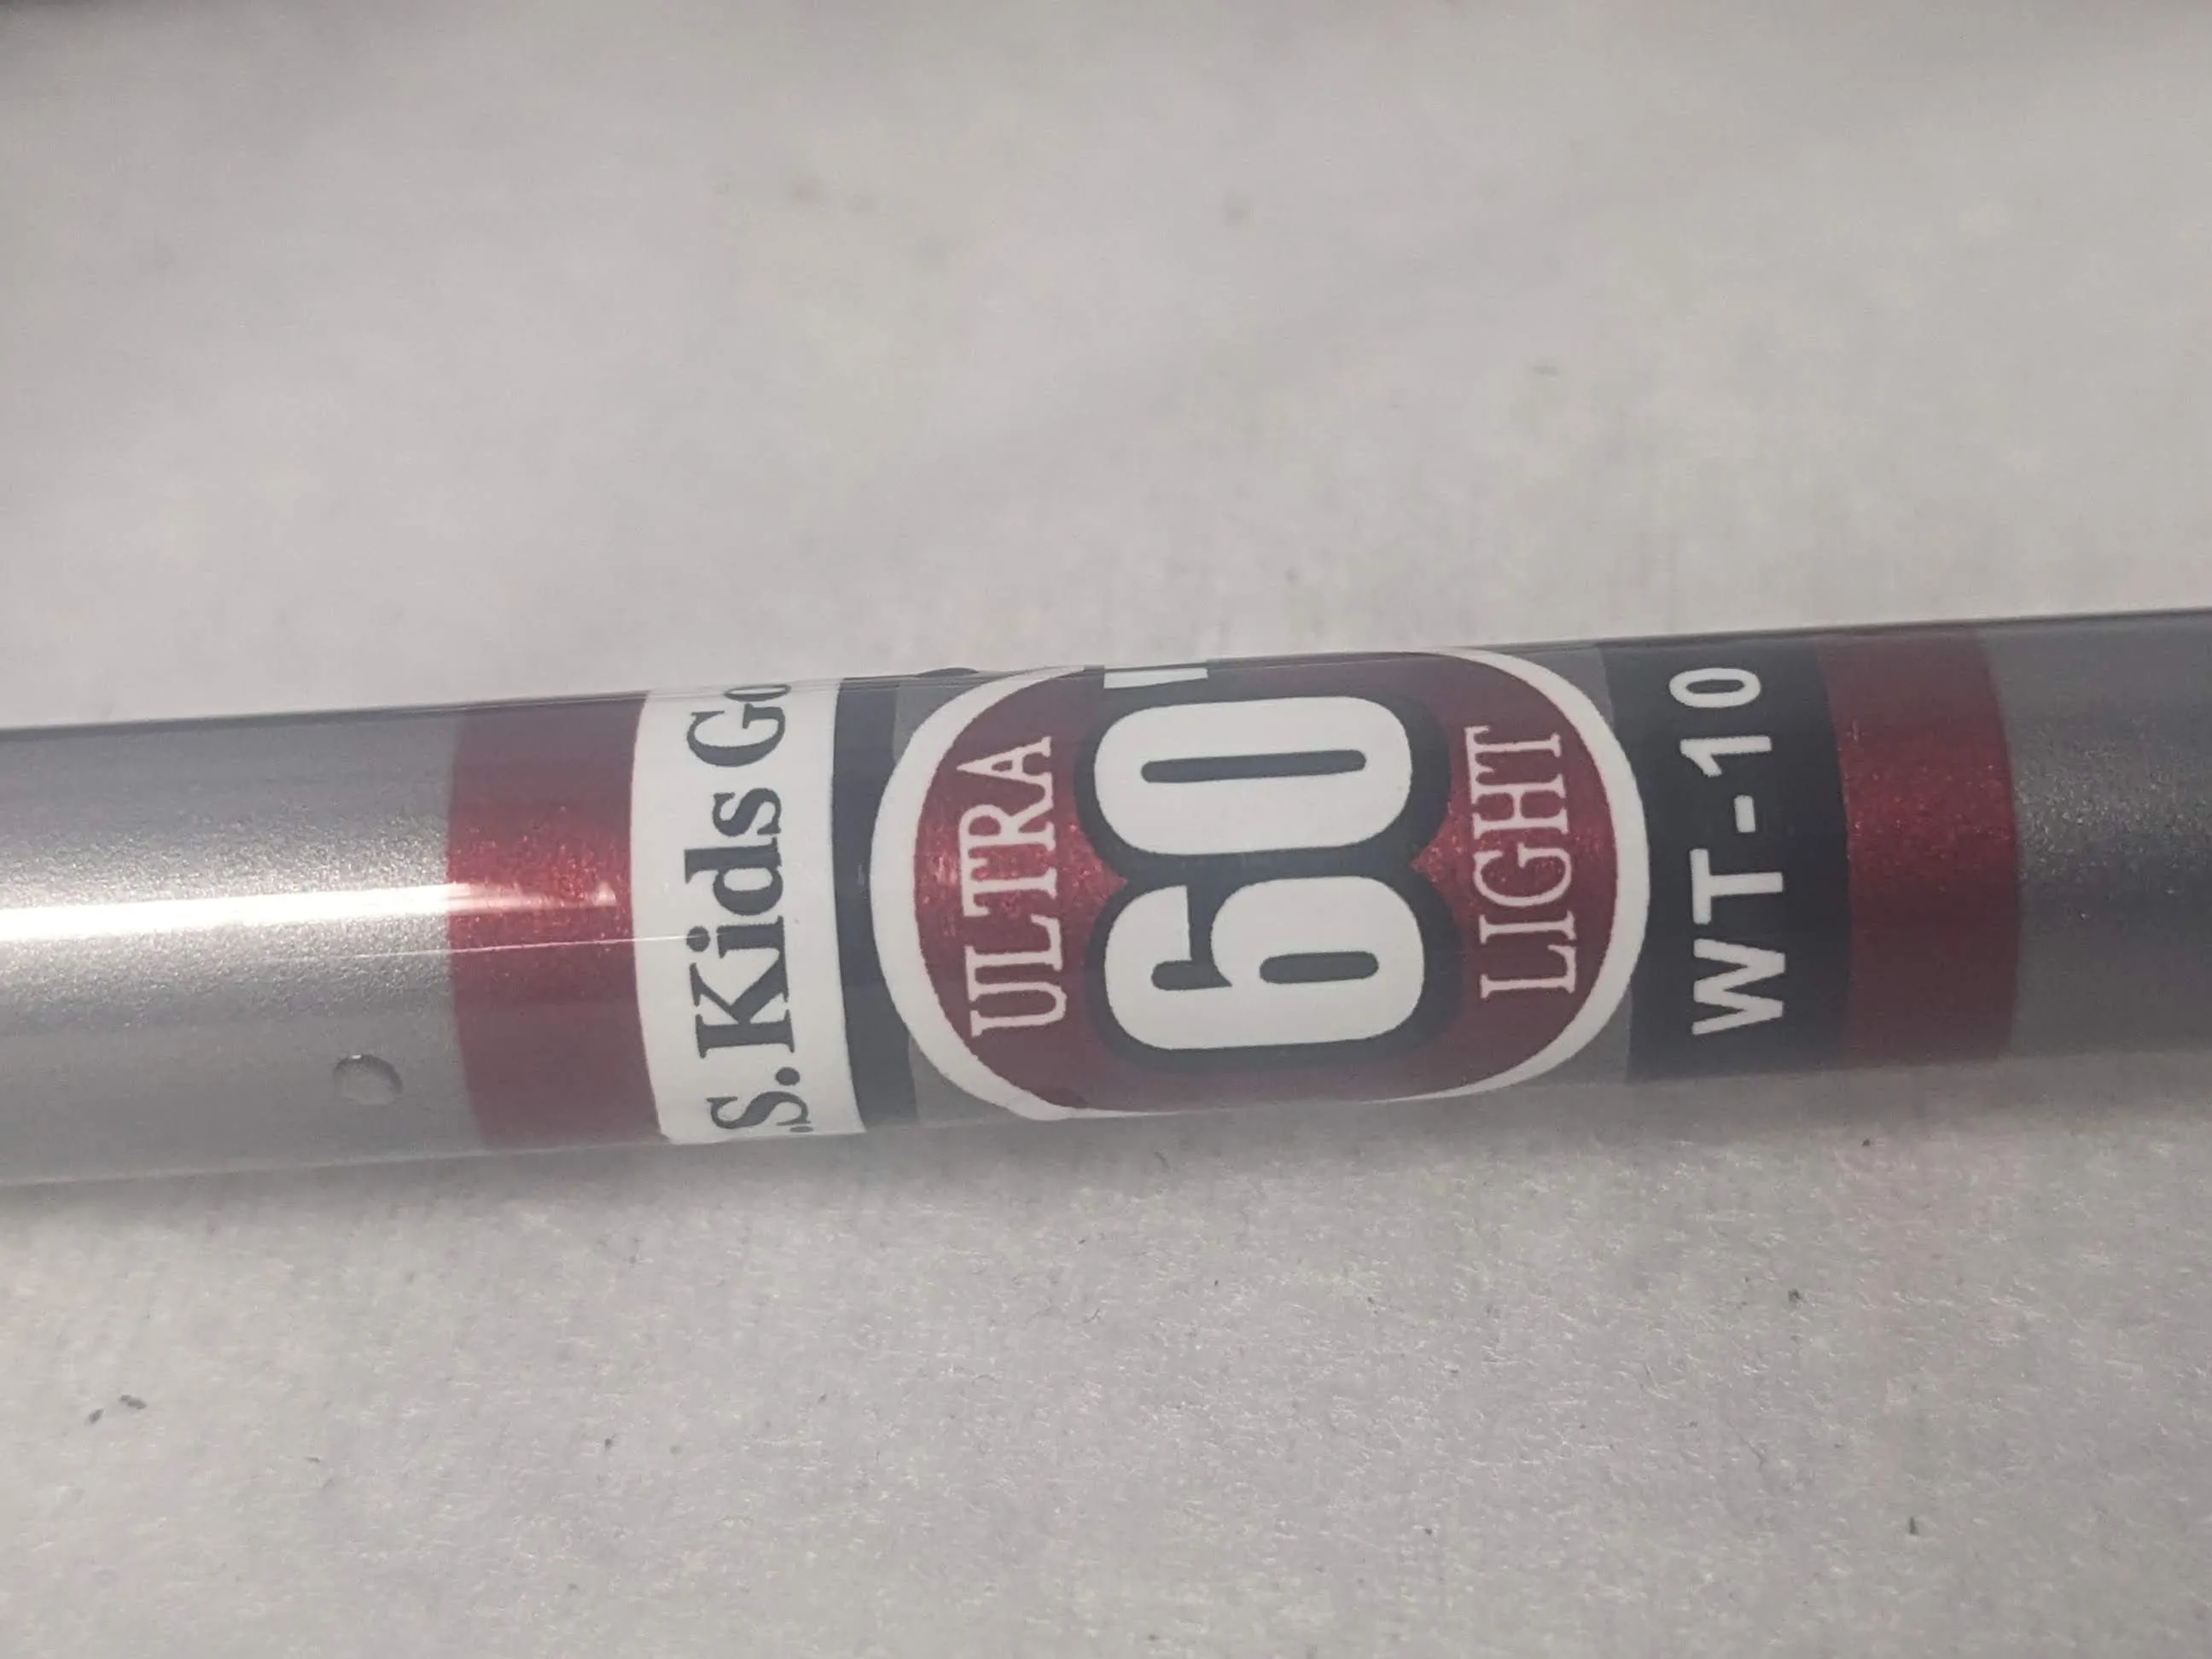 S. Kids Go
ULTRA
60"
LIGHT
WT-10